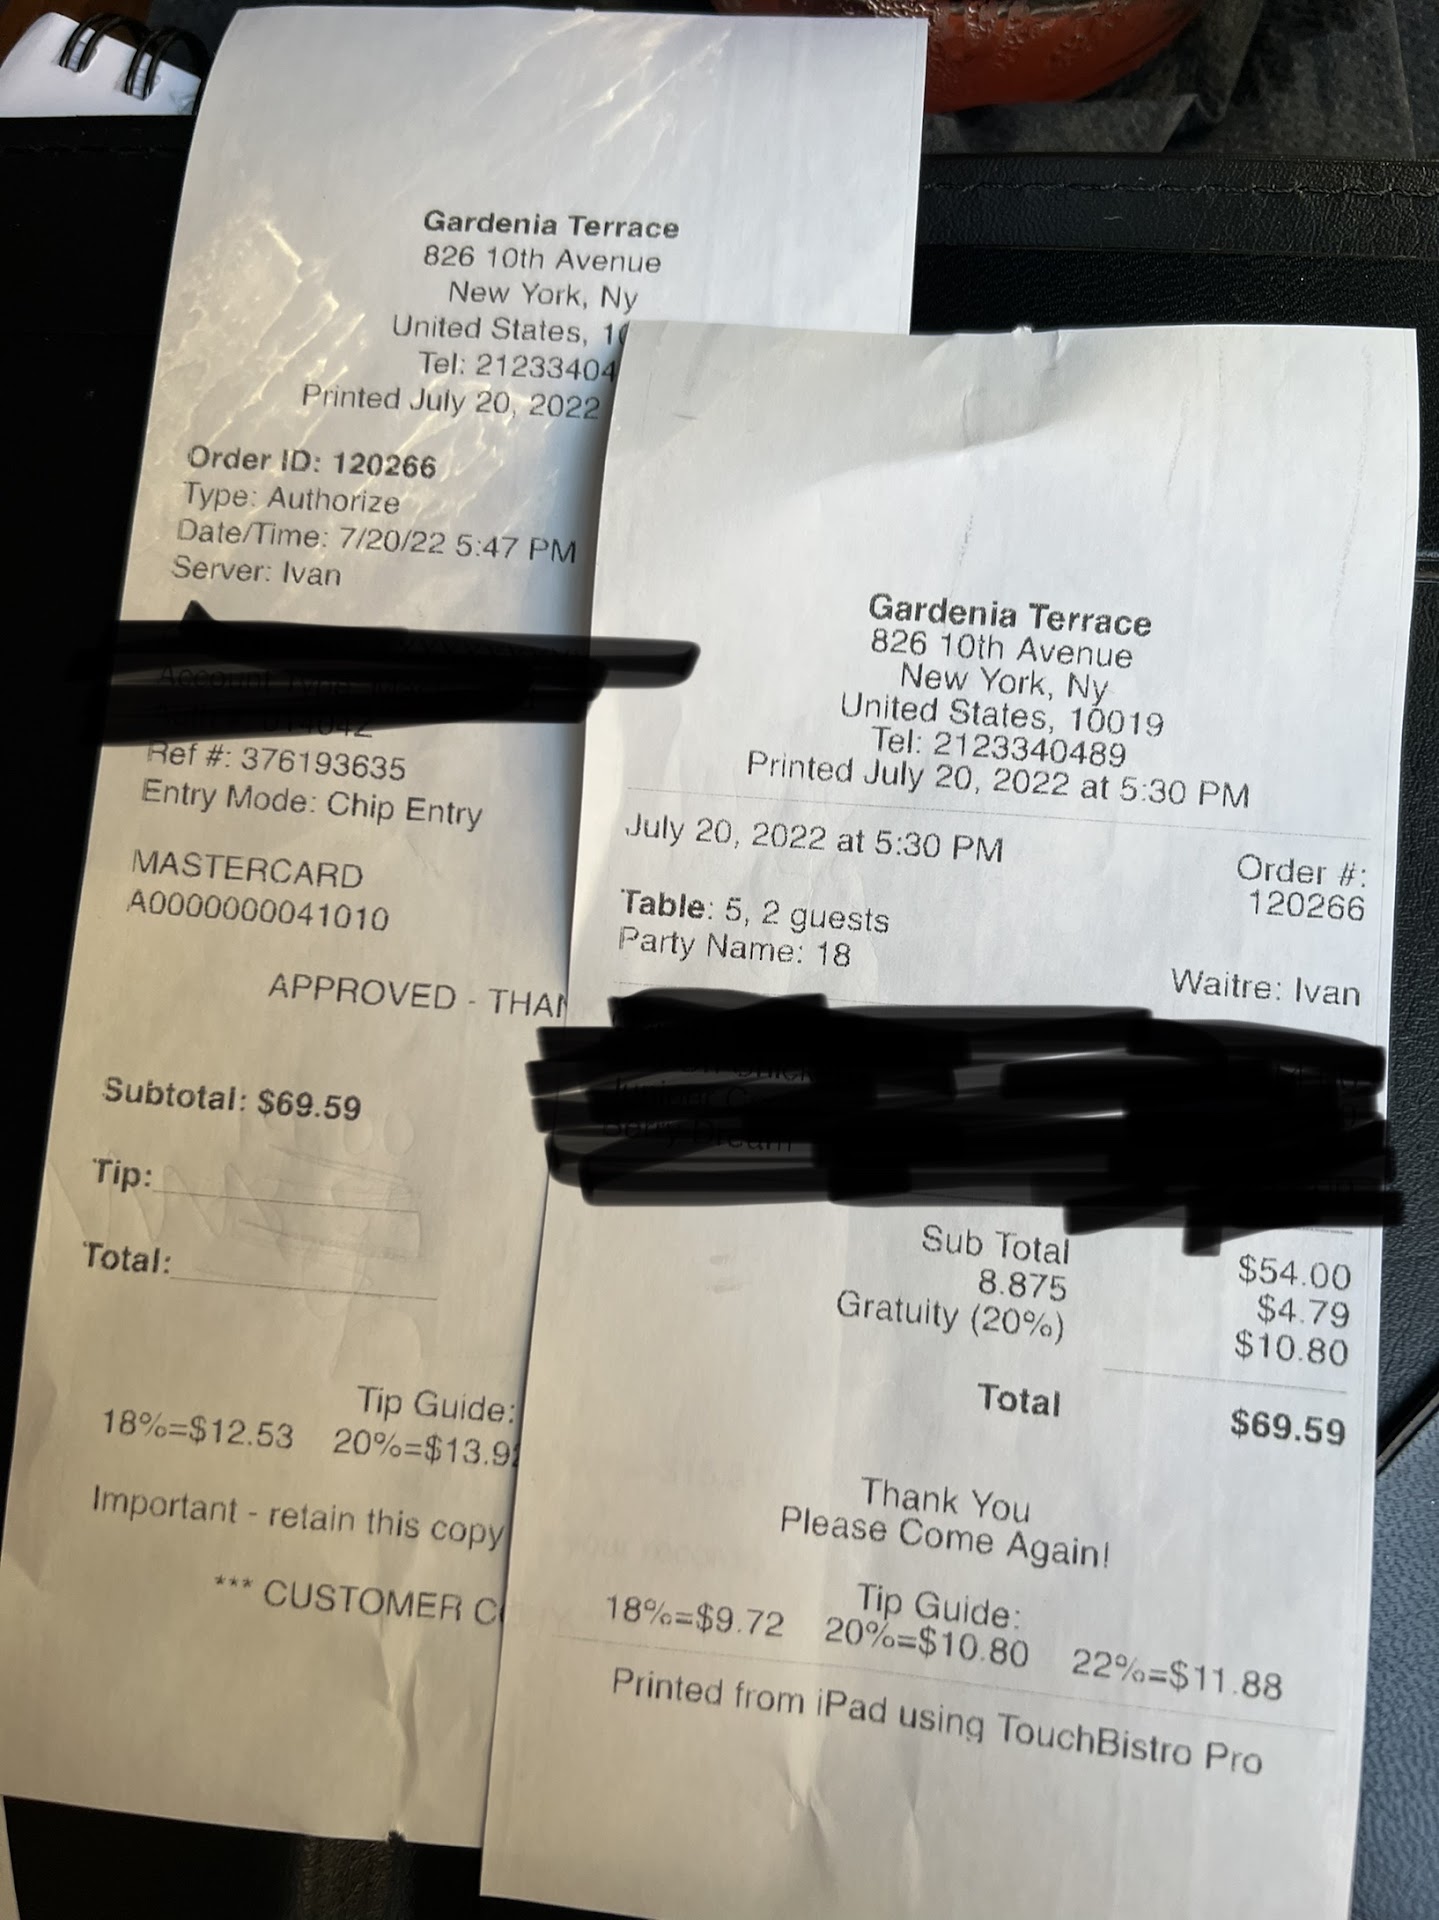 Gardenia Terrace
826 10th Avenue
New York, Ny
United States, 10
Tel: 21233404
Printed July 20, 2022
Order ID: 120266
Type: Authorize
Date/Time: 7/20/22 5:47 PM
Server: Ivan
Account Type:
Ref #: 376193635
Entry Mode: Chip Entry
MASTERCARD
A0000000041010
APPROVED - THAN
Subtotal: $69.59
Tip:
Total:
Tip Guide:
18%=$12.53 20%=$13.92
Important - retain this copy
*** CUSTOMER C
Gardenia Terrace
826 10th Avenue
New York, Ny
United States, 10019
Tel: 2123340489
Printed July 20, 2022 at 5:30 PM
July 20, 2022 at 5:30 PM
Order #:
120266
Table: 5, 2 guests
Party Name: 18
Waitre: Ivan
Berry Dream
Sub Total $54.00
8.875 $4.79
Gratuity (20%) $10.80
Total $69.59
Thank You
Please Come Again!
Tip Guide:
18%=$9.72 20%=$10.80 22%=$11.88
Printed from iPad using TouchBistro Pro